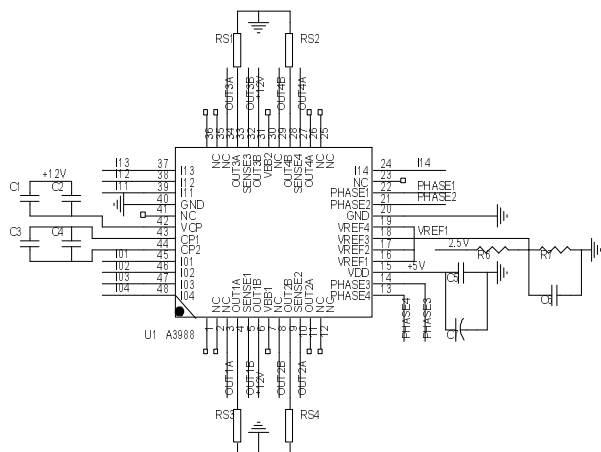 RS1 RS2
OUT3A OUT3B +12V OUT4B OUT4A
36 35 34 33 32 31 30 29 28 27 26 25
NC NC OUT3A SENSE3 OUT3B VBB2 NC OUT4B SENSE4 OUT4A NC NC
I13 37 I13
I12 38 I12
I11 39 I11
40 GND
41 NC
42 VCP
43 CP1
44 CP2
I01 45 I01
I02 46 I02
I03 47 I03
I04 48 I04
+12V
C1 C2
C3 C4
I14 24 I14
NC 23
PHASE1 22 PHASE1
PHASE2 21 PHASE2
GND 20
VREF4 19
VREF3 18 VREF1
VREF2 17 2.5V
VREF1 16
VDD 15 +5V
PHASE3 14
PHASE4 13
R6 R7
C5
C8
PHASE4 PHASE3
NC NC OUT1A SENSE1 OUT1B VBB1 NC OUT2B SENSE2 OUT2A NC NC
1 2 3 4 5 6 7 8 9 10 11 12
U1 A3988
OUT1A OUT1B +12V OUT2B OUT2A
RS3 RS4